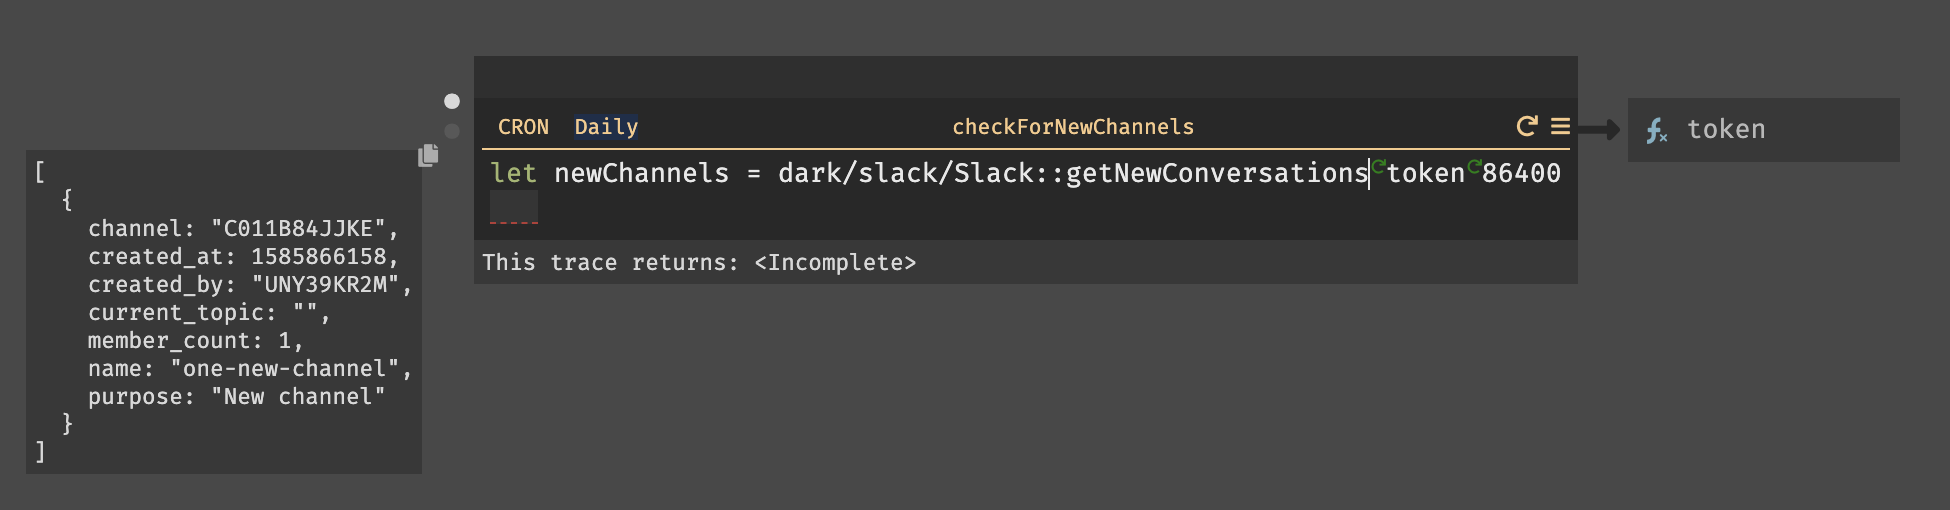 [
{
channel: "C011B84JJKE",
created_at: 1585866158,
created_by: "UNY39KR2M",
current_topic: "",
member_count: 1,
name: "one-new-channel",
purpose: "New channel"
}
]
CRON Daily checkForNewChannels
let newChannels = dark/slack/Slack::getNewConversations token 86400
This trace returns: <Incomplete>
fx token